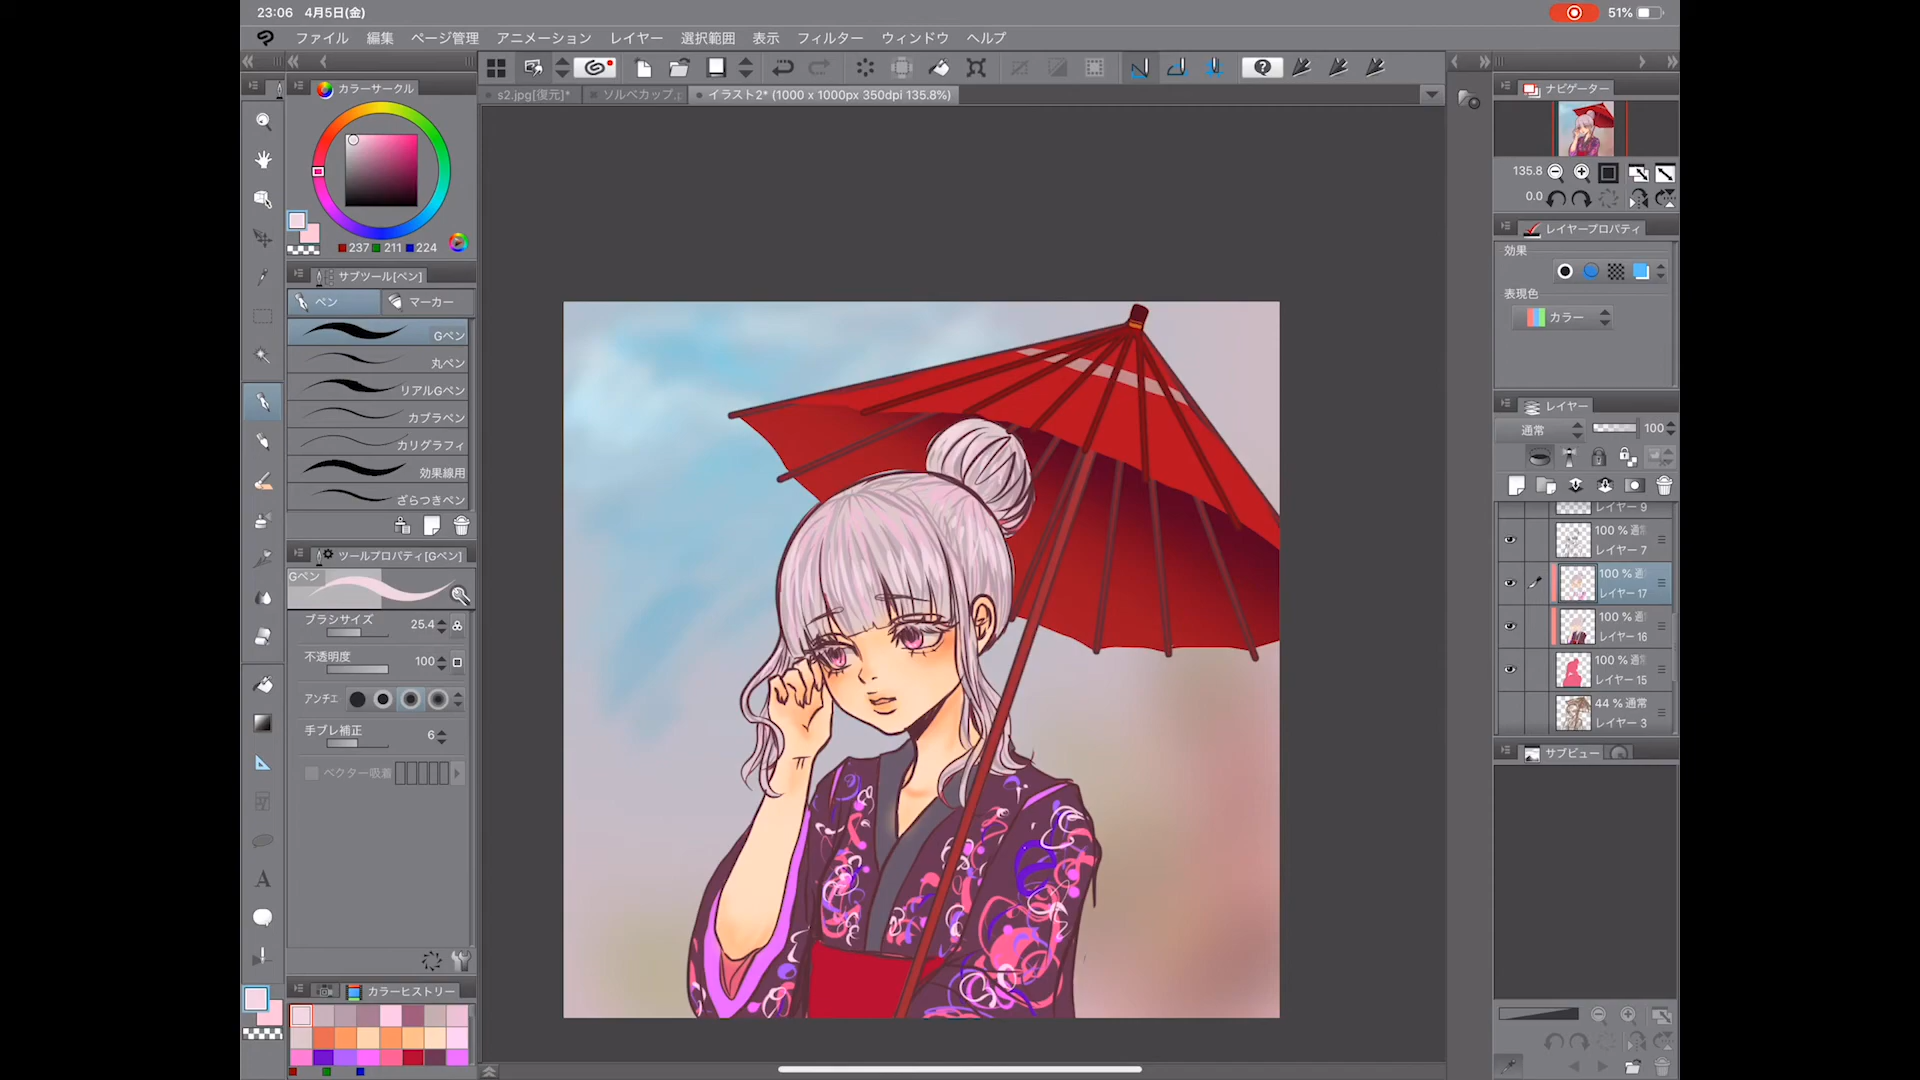 23:06 4月5日(金)
51%
ファイル 編集 ページ管理 アニメーション レイヤー 選択範囲 表示 フィルター ウィンドウ ヘルプ
s2.jpg[復元]* ソルベカップ イラスト2* (1000 x 1000px 350dpi 135.8%)
カラーサークル
237 211 224
サブツール[ペン]
ペン マーカー
Gペン
丸ペン
リアルGペン
カブラペン
カリグラフィ
効果線用
ざらつきペン
ツールプロパティ[Gペン]
Gペン
ブラシサイズ 25.4
不透明度 100
アンチエ
手ブレ補正 6
ベクター吸着
カラーヒストリー
A
ナビゲーター
135.8
0.0
レイヤープロパティ
効果
表現色
カラー
レイヤー
通常 100
レイヤー 9
100 % 通常
レイヤー 7
100 % 通
レイヤー 17
100 % 通
レイヤー 16
100 % 通常
レイヤー 15
44 % 通常
レイヤー 3
サブビュー